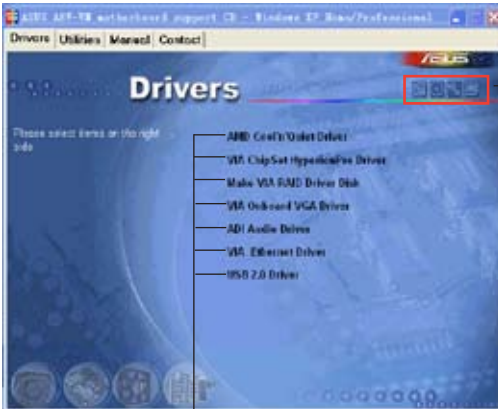 ASUS A8V-VM motherboard support CD - Windows XP Home/Professional
Drivers Utilities Manual Contact
ASUS
Drivers
Please select items on the right
side
AMD Cool'n'Quiet Driver
VIA ChipSet HyperionPro Driver
Make VIA RAID Driver Disk
VIA Onboard VGA Driver
ADI Audio Driver
VIA Ethernet Driver
USB 2.0 Driver